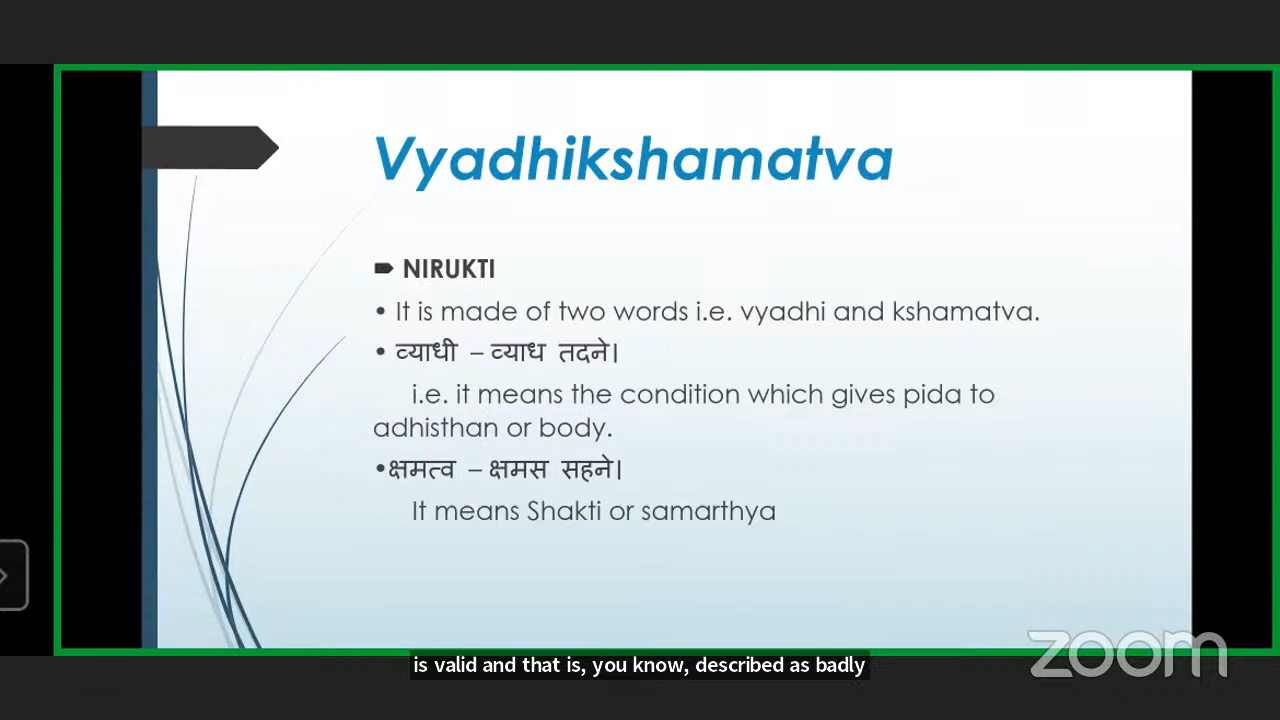 Vyadhikshamatva
NIRUKTI
• It is made of two words i.e. vyadhi and kshamatva.
• व्याधी – व्याध तदने।
i.e. it means the condition which gives pida to
adhisthan or body.
•क्षमत्व – क्षमस सहने।
It means Shakti or samarthya
zoom
is valid and that is, you know, described as badly